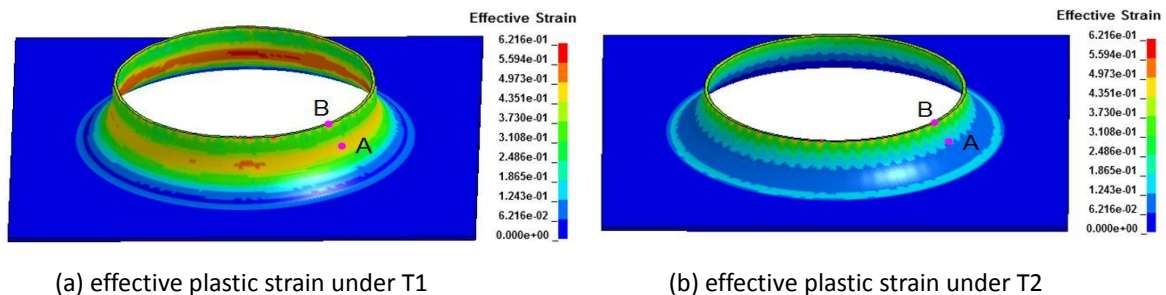 Effective Strain
6.216e-01
5.594e-01
4.973e-01
4.351e-01
3.730e-01
3.108e-01
2.486e-01
1.865e-01
1.243e-01
6.216e-02
0.000e+00
B
A
Effective Strain
6.216e-01
5.594e-01
4.973e-01
4.351e-01
3.730e-01
3.108e-01
2.486e-01
1.865e-01
1.243e-01
6.216e-02
0.000e+00
B
A
(a) effective plastic strain under T1
(b) effective plastic strain under T2